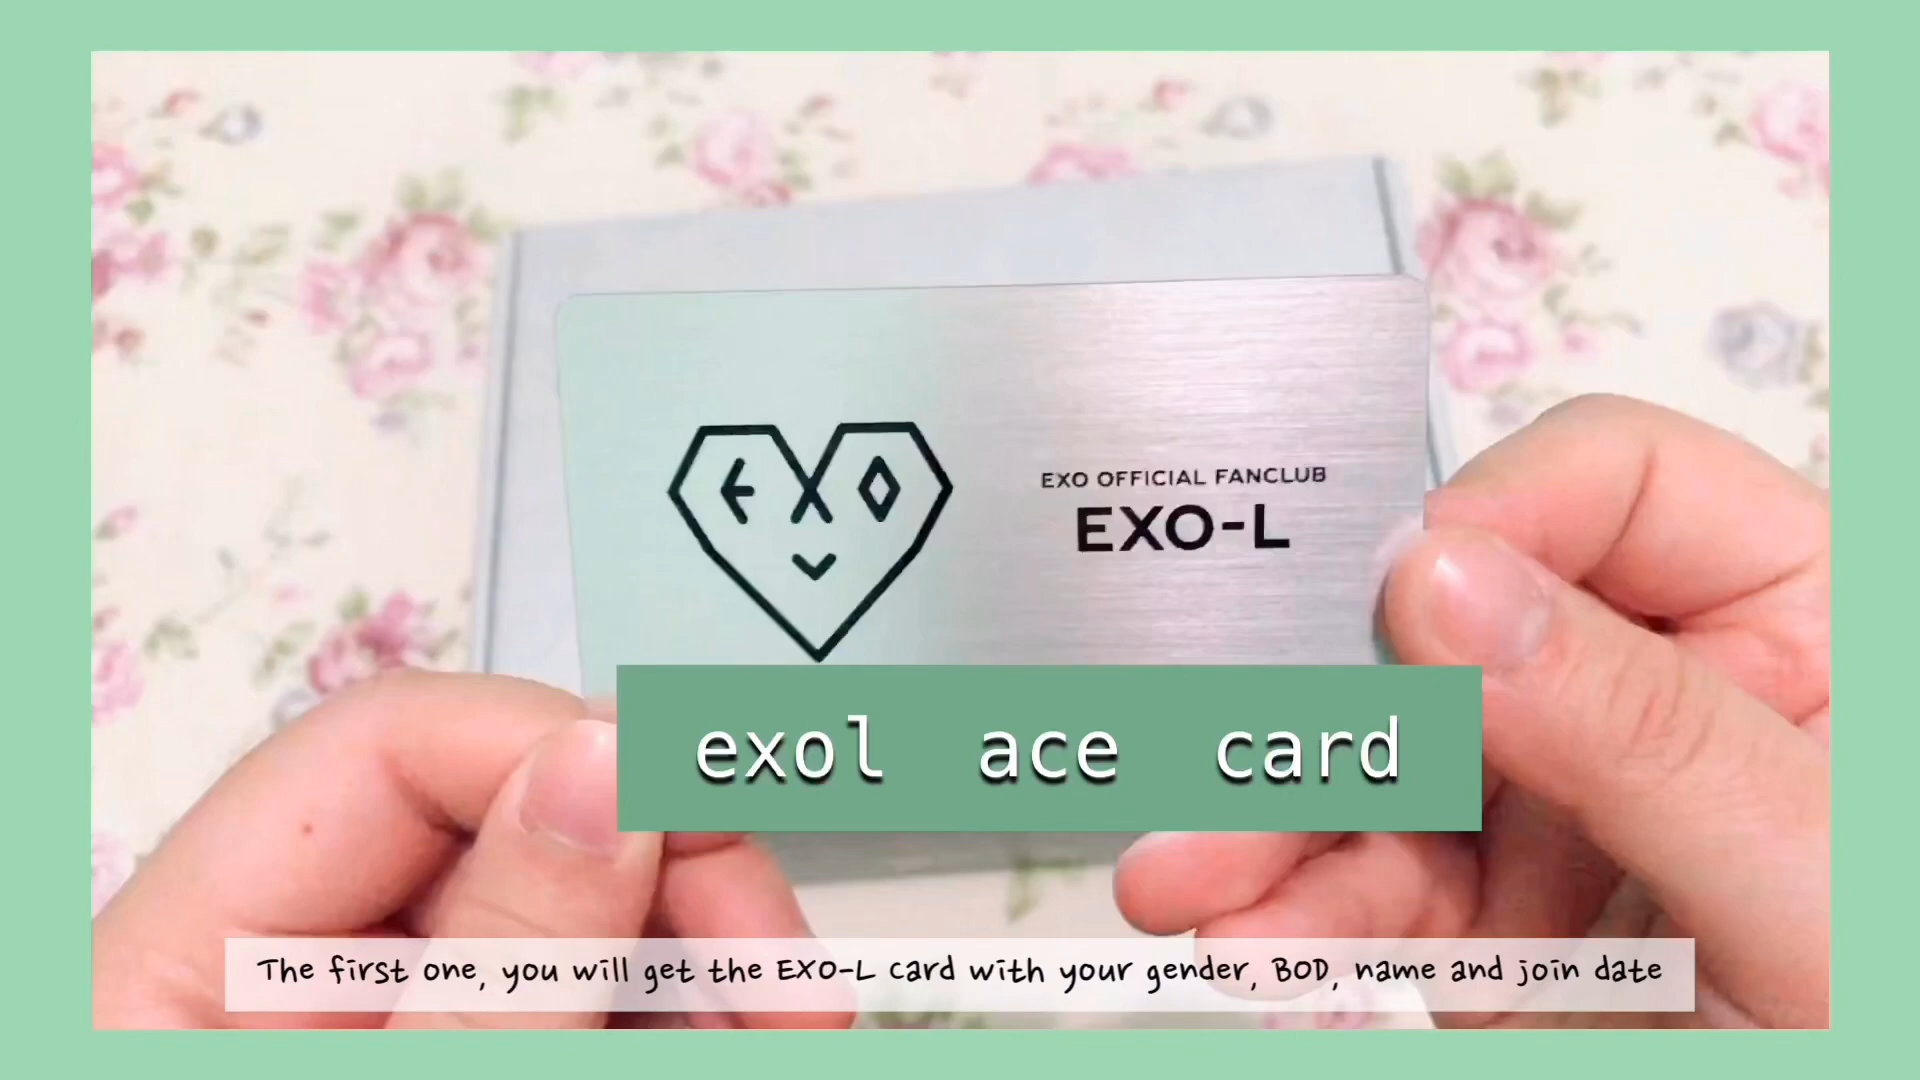 EXO
EXO OFFICIAL FANCLUB
EXO-L
exol ace card
The first one, you will get the EXO-L card with your gender, BOD, name and join date